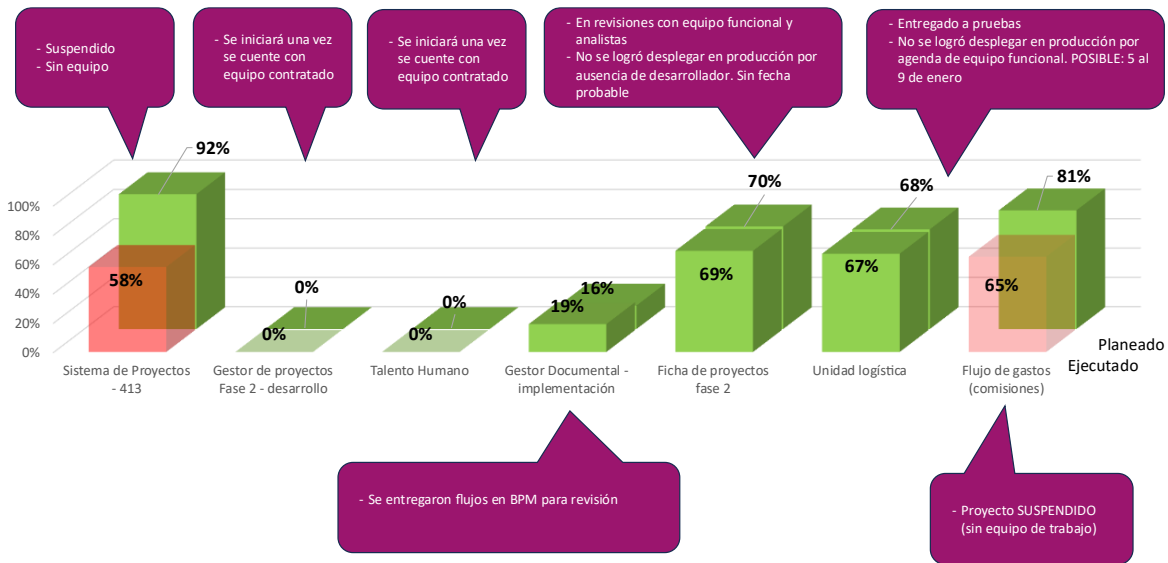 - Suspendido
- Sin equipo
- Se iniciará una vez
se cuente con
equipo contratado
- Se iniciará una vez
se cuente con
equipo contratado
- En revisiones con equipo funcional y
analistas
- No se logró desplegar en producción por
ausencia de desarrollador. Sin fecha
probable
- Entregado a pruebas
- No se logró desplegar en producción por
agenda de equipo funcional. POSIBLE: 5 al
9 de enero
92%
58%
0%
0%
0%
0%
16%
19%
70%
69%
68%
67%
81%
65%
100%
80%
60%
40%
20%
0%
Planeado
Ejecutado
Sistema de Proyectos
- 413
Gestor de proyectos
Fase 2 - desarrollo
Talento Humano
Gestor Documental -
implementación
Ficha de proyectos
fase 2
Unidad logística
Flujo de gastos
(comisiones)
- Se entregaron flujos en BPM para revisión
- Proyecto SUSPENDIDO
(sin equipo de trabajo)